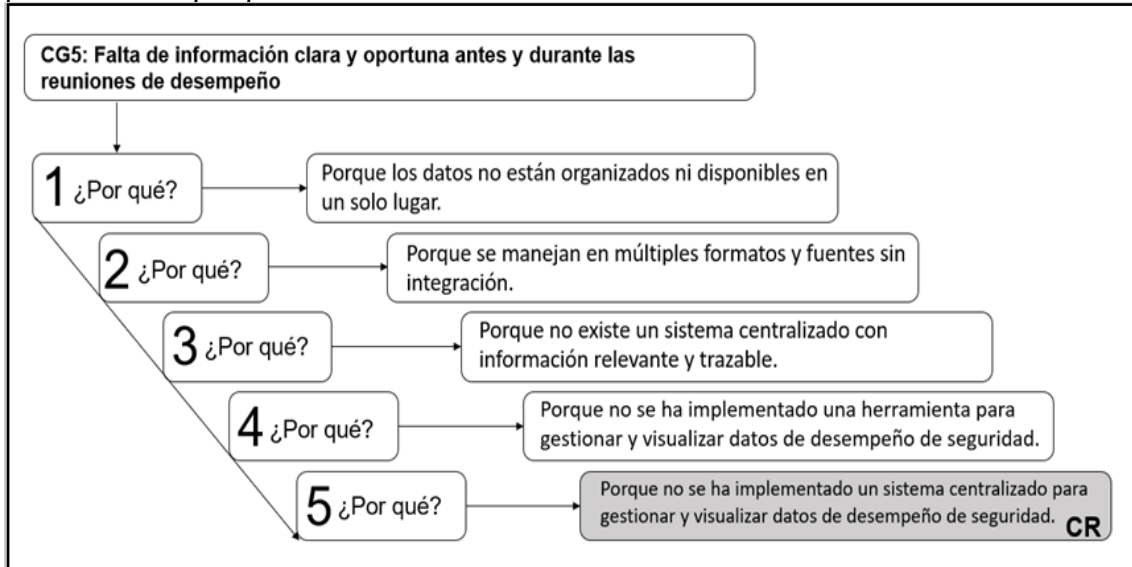 CG5: Falta de información clara y oportuna antes y durante las
reuniones de desempeño
1 ¿Por qué?
Porque los datos no están organizados ni disponibles en
un solo lugar.
2 ¿Por qué?
Porque se manejan en múltiples formatos y fuentes sin
integración.
3 ¿Por qué?
Porque no existe un sistema centralizado con
información relevante y trazable.
4 ¿Por qué?
Porque no se ha implementado una herramienta para
gestionar y visualizar datos de desempeño de seguridad.
5 ¿Por qué?
Porque no se ha implementado un sistema centralizado para
gestionar y visualizar datos de desempeño de seguridad. CR